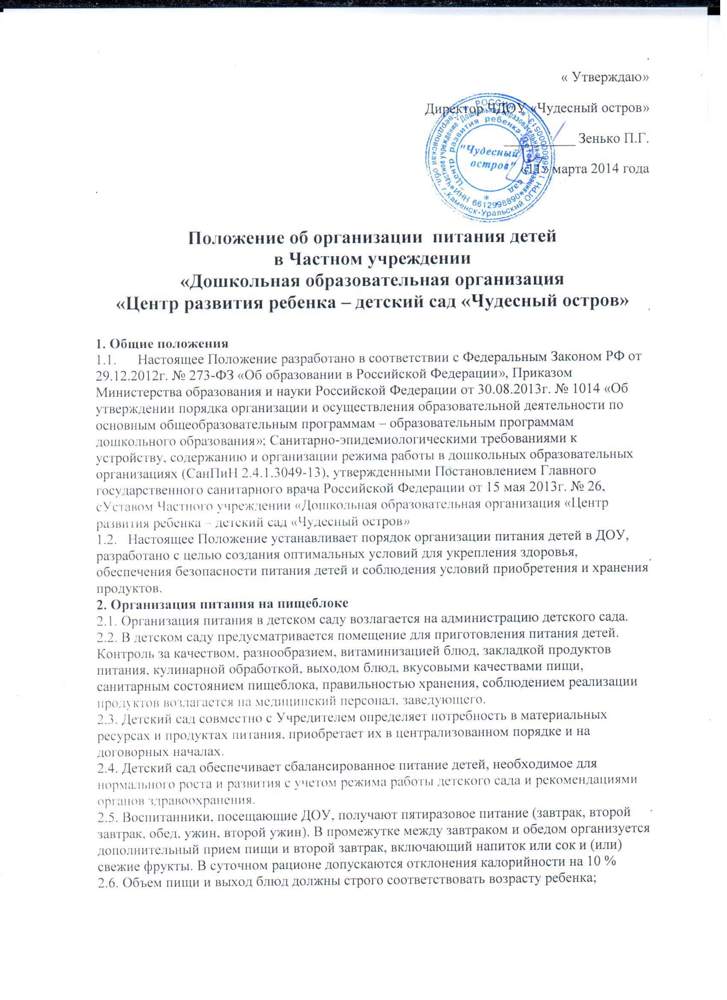 « Утверждаю»
Директор ЧДОУ «Чудесный остров»
____________ Зенько П.Г.
«11» марта 2014 года
* РОССИЯ * Свердловская обл. г.Каменск-Уральский ОГРН
*Частное учреждение "Дошкольная образовательная организация* ИНН 6612998890
"Центр развития ребенка-Детский сад *
"Чудесный
остров"
Положение об организации  питания детей
в Частном учреждении
«Дошкольная образовательная организация
«Центр развития ребенка – детский сад «Чудесный остров»
1. Общие положения
1.1. Настоящее Положение разработано в соответствии с Федеральным Законом РФ от
29.12.2012г. № 273-ФЗ «Об образовании в Российской Федерации», Приказом
Министерства образования и науки Российской Федерации от 30.08.2013г. № 1014 «Об
утверждении порядка организации и осуществления образовательной деятельности по
основным общеобразовательным программам – образовательным программам
дошкольного образования»; Санитарно-эпидемиологическими требованиями к
устройству, содержанию и организации режима работы в дошкольных образовательных
организациях (СанПиН 2.4.1.3049-13), утвержденными Постановлением Главного
государственного санитарного врача Российской Федерации от 15 мая 2013г. № 26,
сУставом Частного учреждении «Дошкольная образовательная организация «Центр
развития ребенка – детский сад «Чудесный остров»
1.2. Настоящее Положение устанавливает порядок организации питания детей в ДОУ,
разработано с целью создания оптимальных условий для укрепления здоровья,
обеспечения безопасности питания детей и соблюдения условий приобретения и хранения
продуктов.
2. Организация питания на пищеблоке
2.1. Организация питания в детском саду возлагается на администрацию детского сада.
2.2. В детском саду предусматривается помещение для приготовления питания детей.
Контроль за качеством, разнообразием, витаминизацией блюд, закладкой продуктов
питания, кулинарной обработкой, выходом блюд, вкусовыми качествами пищи,
санитарным состоянием пищеблока, правильностью хранения, соблюдением реализации
продуктов возлагается на медицинский персонал, заведующего.
2.3. Детский сад совместно с Учредителем определяет потребность в материальных
ресурсах и продуктах питания, приобретает их в централизованном порядке и на
договорных началах.
2.4. Детский сад обеспечивает сбалансированное питание детей, необходимое для
нормального роста и развития с учетом режима работы детского сада и рекомендациями
органов здравоохранения.
2.5. Воспитанники, посещающие ДОУ, получают пятиразовое питание (завтрак, второй
завтрак, обед, ужин, второй ужин). В промежутке между завтраком и обедом организуется
дополнительный прием пищи и второй завтрак, включающий напиток или сок и (или)
свежие фрукты. В суточном рационе допускаются отклонения калорийности на 10 %
2.6. Объем пищи и выход блюд должны строго соответствовать возрасту ребенка;